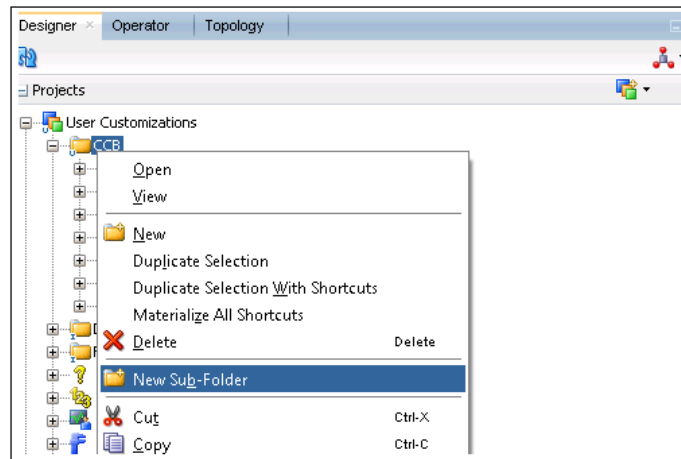 Designer Operator Topology
Projects
User Customizations
CCB
Open
View
New
Duplicate Selection
Duplicate Selection With Shortcuts
Materialize All Shortcuts
Delete Delete
New Sub-Folder
Cut Ctrl-X
Copy Ctrl-C